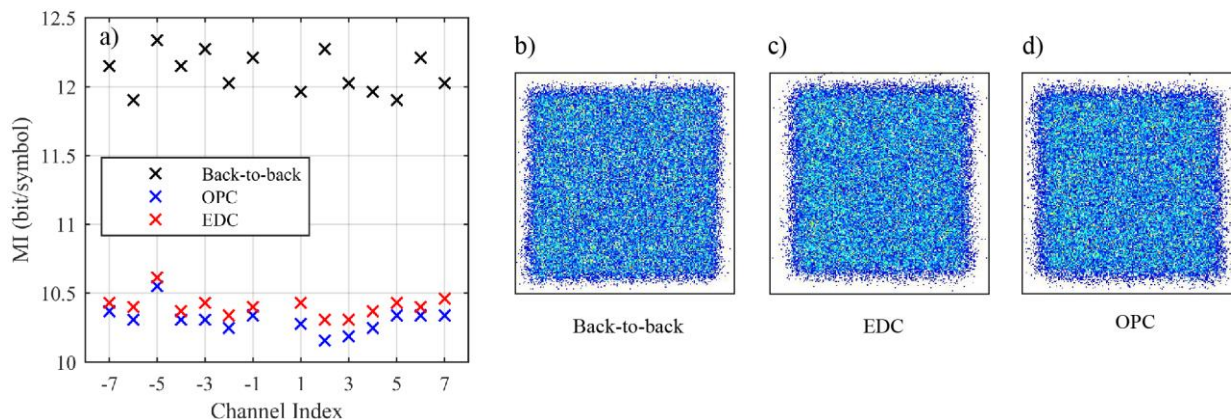 a)
MI (bit/symbol)
12.5
12
11.5
11
10.5
10
Back-to-back
OPC
EDC
-7 -5 -3 -1 1 3 5 7
Channel Index
b)
Back-to-back
c)
EDC
d)
OPC